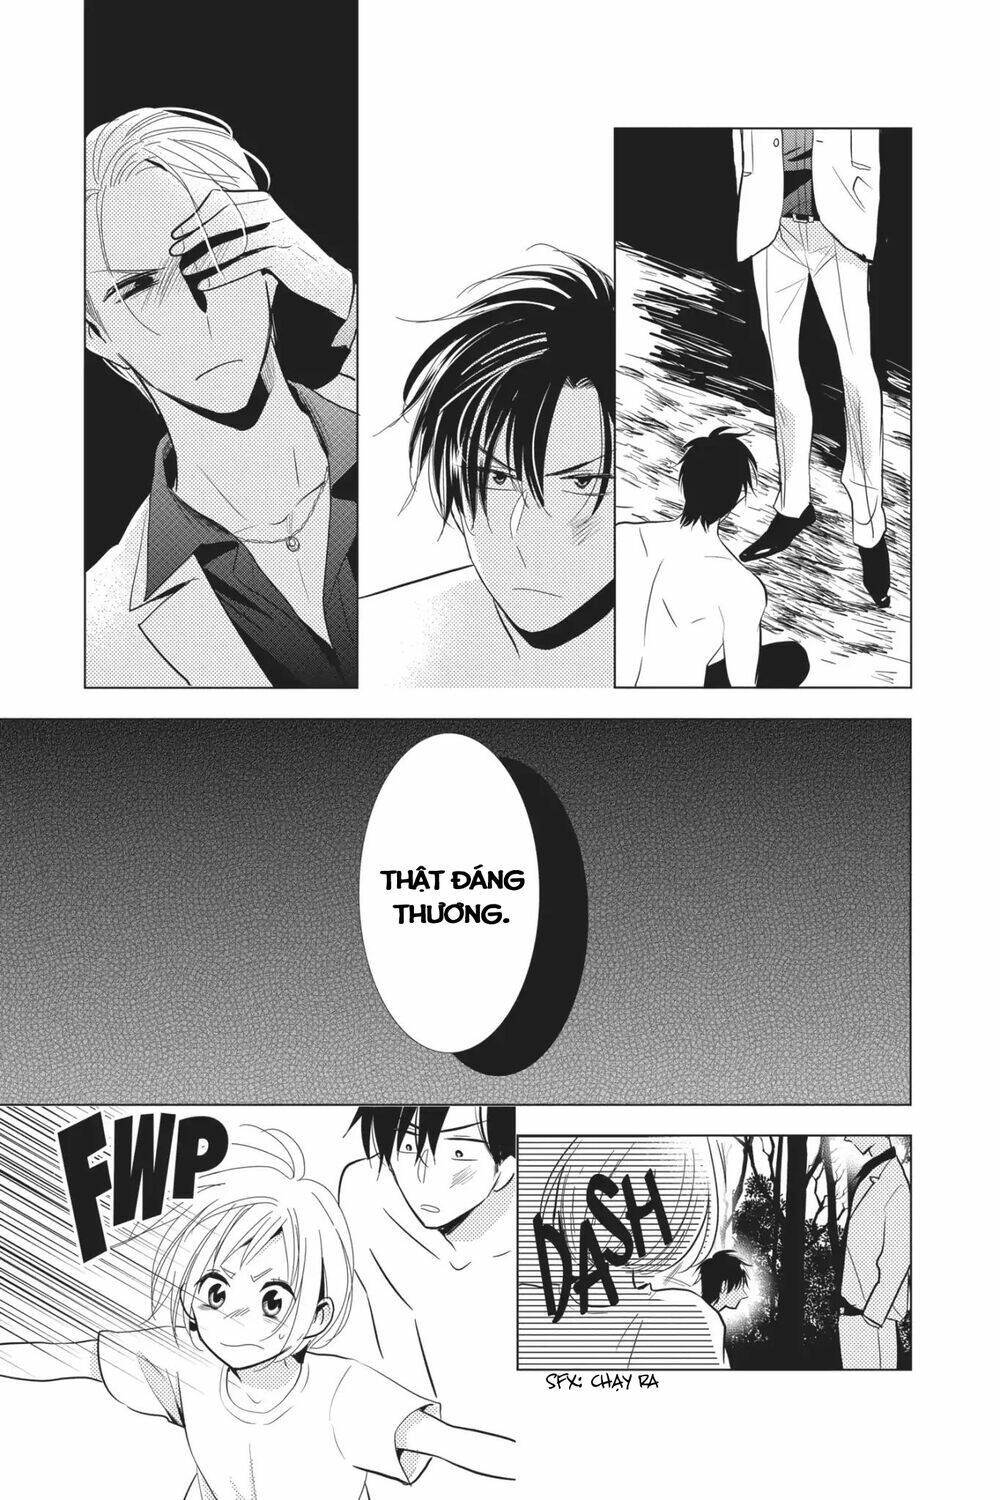 THẬT ĐÁNG
THƯƠNG.
DASH
SFX: CHẠY RA
FWP